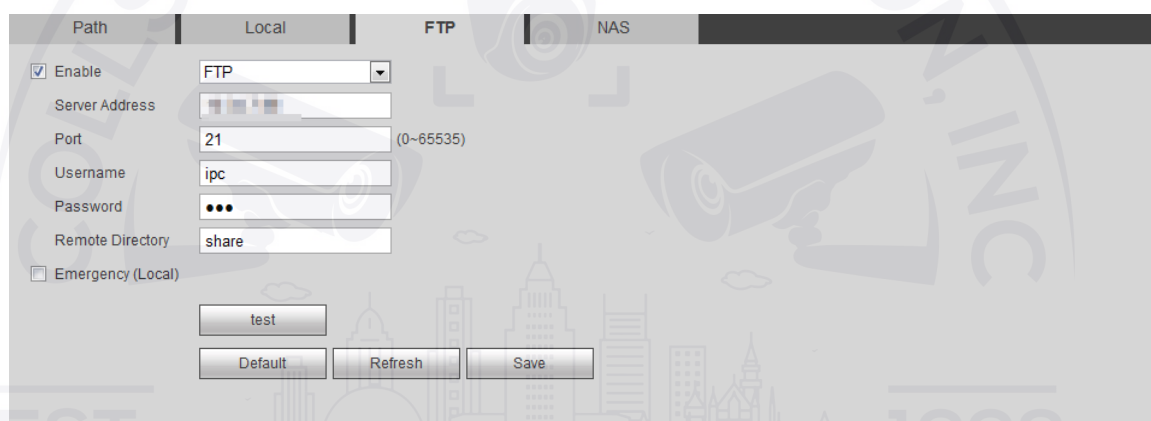 Path Local FTP NAS
Enable FTP
Server Address
Port 21 (0~65535)
Username ipc
Password ●●●
Remote Directory share
Emergency (Local)
test
Default Refresh Save
N, INC